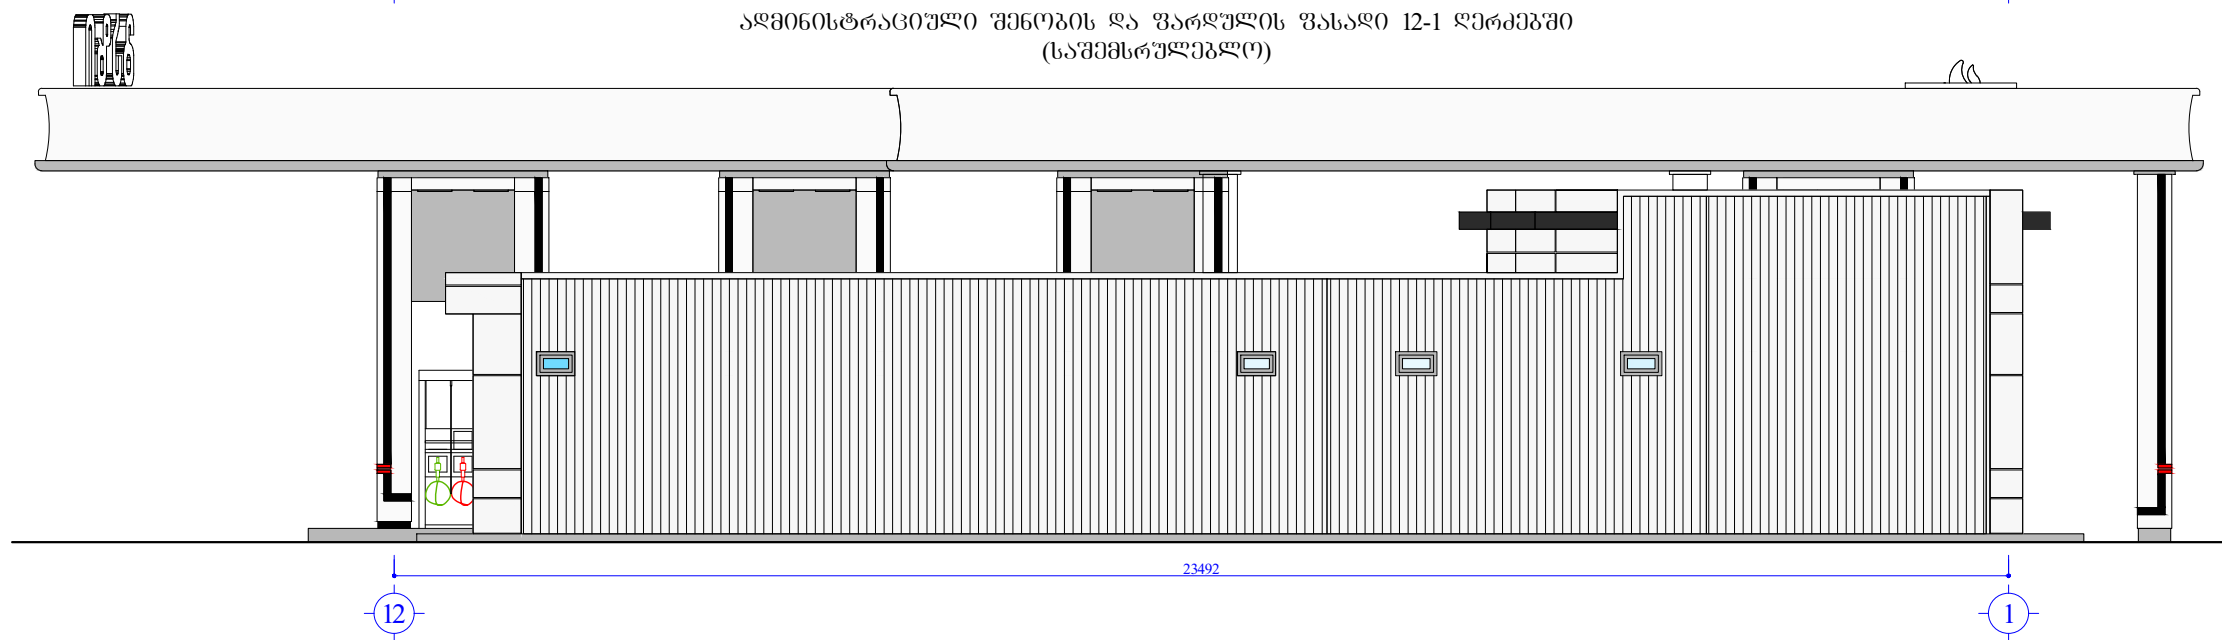 ადმინისტრაციული შენობის და ფარდულის ფასადი 12-1 ღერძებში
(საშემსრულებლო)
23492
12
1